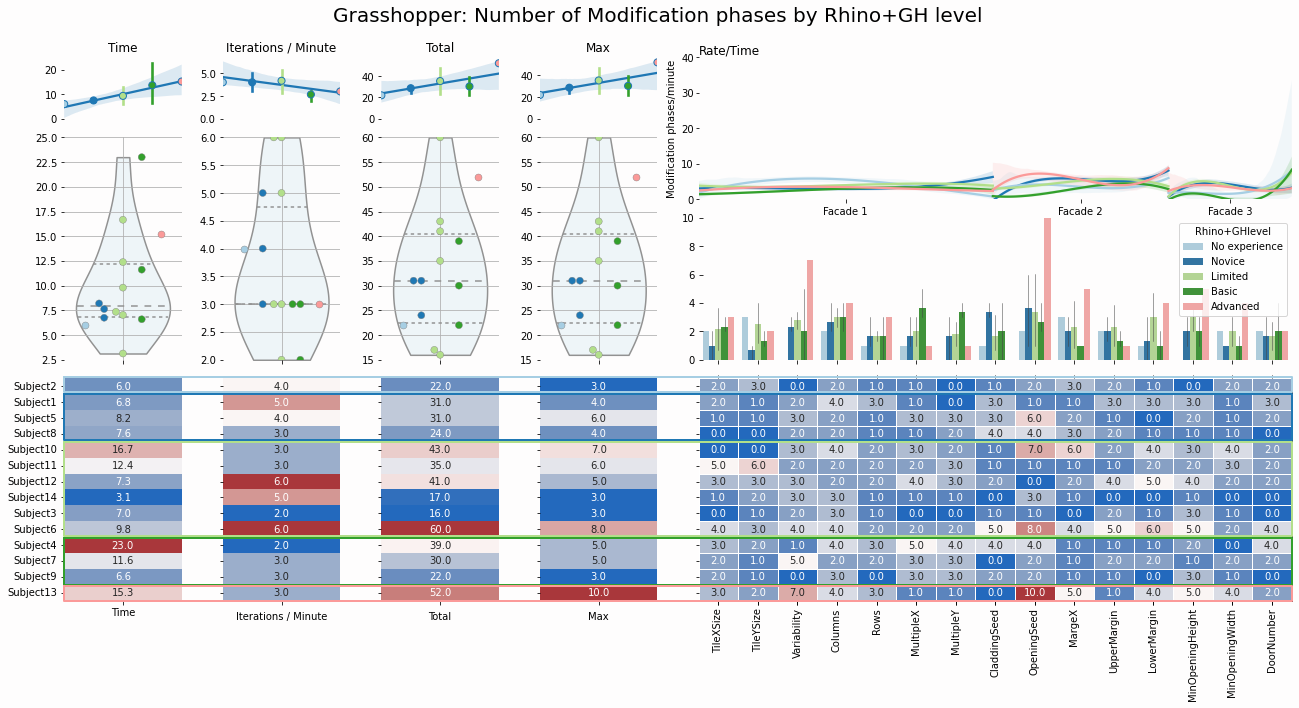 Grasshopper: Number of Modification phases by Rhino+GH level
Time Iterations / Minute Total Max Rate/Time
20 10 0
5.0 2.5 0.0
40 20 0
40 20 0
Modification phases/minute
40 30 20 10 0
Facade 1 Facade 2 Facade 3
25.0 22.5 20.0 17.5 15.0 12.5 10.0 7.5 5.0 2.5
6.0 5.5 5.0 4.5 4.0 3.5 3.0 2.5 2.0
60 55 50 45 40 35 30 25 20 15
60 55 50 45 40 35 30 25 20 15
10 8 6 4 2 0
Rhino+GHlevel
No experience
Novice
Limited
Basic
Advanced
Subject2 6.0 4.0 22.0 3.0 2.0 3.0 0.0 2.0 1.0 1.0 0.0 1.0 2.0 3.0 2.0 1.0 0.0 2.0 2.0
Subject1 6.8 5.0 31.0 4.0 2.0 1.0 2.0 4.0 3.0 1.0 0.0 3.0 1.0 1.0 3.0 3.0 3.0 1.0 3.0
Subject5 8.2 4.0 31.0 6.0 1.0 1.0 3.0 2.0 1.0 3.0 3.0 3.0 6.0 2.0 1.0 0.0 2.0 1.0 2.0
Subject8 7.6 3.0 24.0 4.0 0.0 0.0 2.0 2.0 1.0 1.0 2.0 4.0 4.0 3.0 2.0 1.0 1.0 1.0 0.0
Subject10 16.7 3.0 43.0 7.0 0.0 0.0 3.0 4.0 2.0 3.0 2.0 1.0 7.0 6.0 2.0 4.0 3.0 4.0 2.0
Subject11 12.4 3.0 35.0 6.0 5.0 6.0 2.0 2.0 2.0 2.0 3.0 1.0 1.0 1.0 2.0 2.0 3.0 3.0 2.0
Subject12 7.3 6.0 41.0 5.0 3.0 3.0 3.0 2.0 2.0 4.0 3.0 2.0 0.0 2.0 4.0 5.0 4.0 2.0 2.0
Subject14 3.1 5.0 17.0 3.0 1.0 1.0 3.0 3.0 1.0 1.0 1.0 0.0 3.0 1.0 0.0 1.0 0.0 0.0 0.0
Subject3 7.0 2.0 16.0 3.0 0.0 1.0 2.0 3.0 1.0 0.0 0.0 1.0 1.0 0.0 2.0 1.0 3.0 1.0 0.0
Subject6 9.8 6.0 60.0 8.0 4.0 3.0 4.0 4.0 2.0 2.0 2.0 5.0 8.0 4.0 5.0 6.0 5.0 2.0 4.0
Subject4 23.0 2.0 39.0 5.0 3.0 2.0 1.0 4.0 3.0 5.0 4.0 4.0 4.0 1.0 1.0 1.0 2.0 0.0 4.0
Subject7 11.6 3.0 30.0 5.0 2.0 1.0 5.0 2.0 2.0 3.0 3.0 0.0 2.0 1.0 2.0 2.0 1.0 2.0 2.0
Subject9 6.6 3.0 22.0 3.0 2.0 1.0 0.0 3.0 0.0 3.0 3.0 2.0 2.0 1.0 1.0 0.0 3.0 1.0 0.0
Subject13 15.3 3.0 52.0 10.0 3.0 2.0 7.0 4.0 3.0 1.0 1.0 0.0 10.0 5.0 1.0 4.0 5.0 4.0 2.0
Time Iterations / Minute Total Max
TileXSize
TileYSize
Variability
Columns
Rows
MultipleX
MultipleY
CladdingSeed
OpeningSeed
MargeX
UpperMargin
LowerMargin
MinOpeningHeight
MinOpeningWidth
DoorNumber